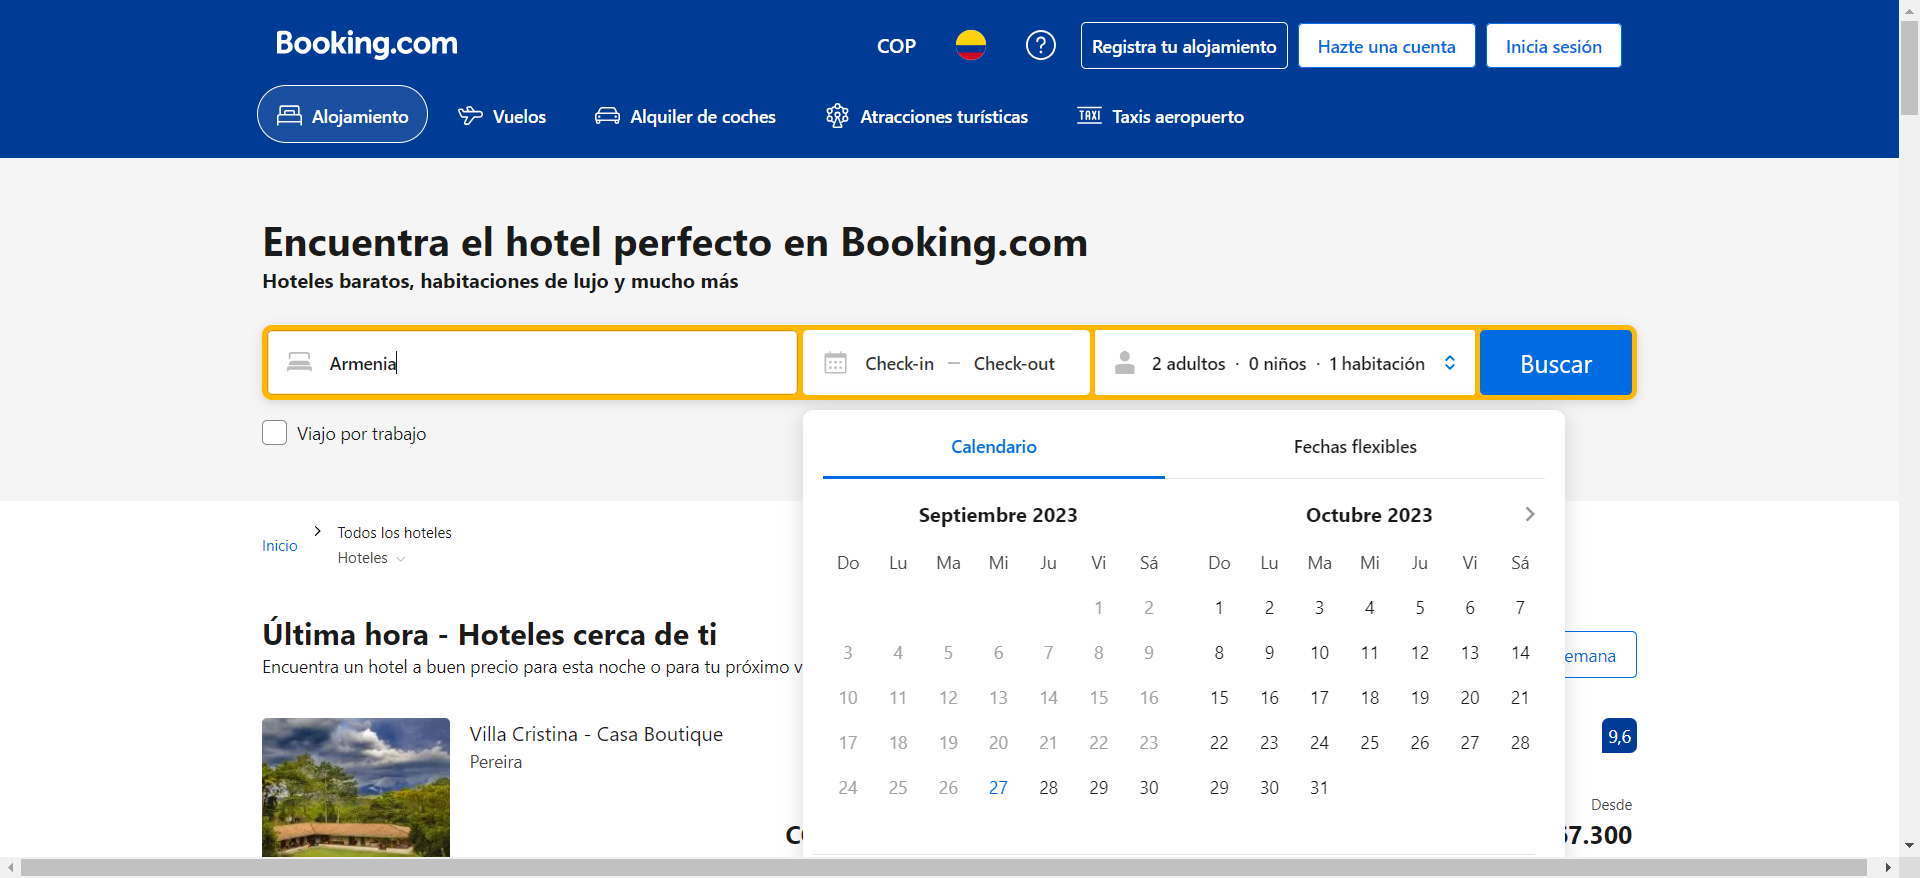 Booking.com
COP
?
Registra tu alojamiento
Hazte una cuenta
Inicia sesión
Alojamiento
Vuelos
Alquiler de coches
Atracciones turísticas
TAXI Taxis aeropuerto
Encuentra el hotel perfecto en Booking.com
Hoteles baratos, habitaciones de lujo y mucho más
Armenia
Check-in — Check-out
2 adultos · 0 niños · 1 habitación
Buscar
Viajo por trabajo
Calendario
Fechas flexibles
Septiembre 2023
Do Lu Ma Mi Ju Vi Sá
1 2
3 4 5 6 7 8 9
10 11 12 13 14 15 16
17 18 19 20 21 22 23
24 25 26 27 28 29 30
Octubre 2023
Do Lu Ma Mi Ju Vi Sá
1 2 3 4 5 6 7
8 9 10 11 12 13 14
15 16 17 18 19 20 21
22 23 24 25 26 27 28
29 30 31
Inicio
Todos los hoteles
Hoteles
Última hora - Hoteles cerca de ti
Encuentra un hotel a buen precio para esta noche o para tu próximo v
emana
Villa Cristina - Casa Boutique
Pereira
9,6
Desde
7.300